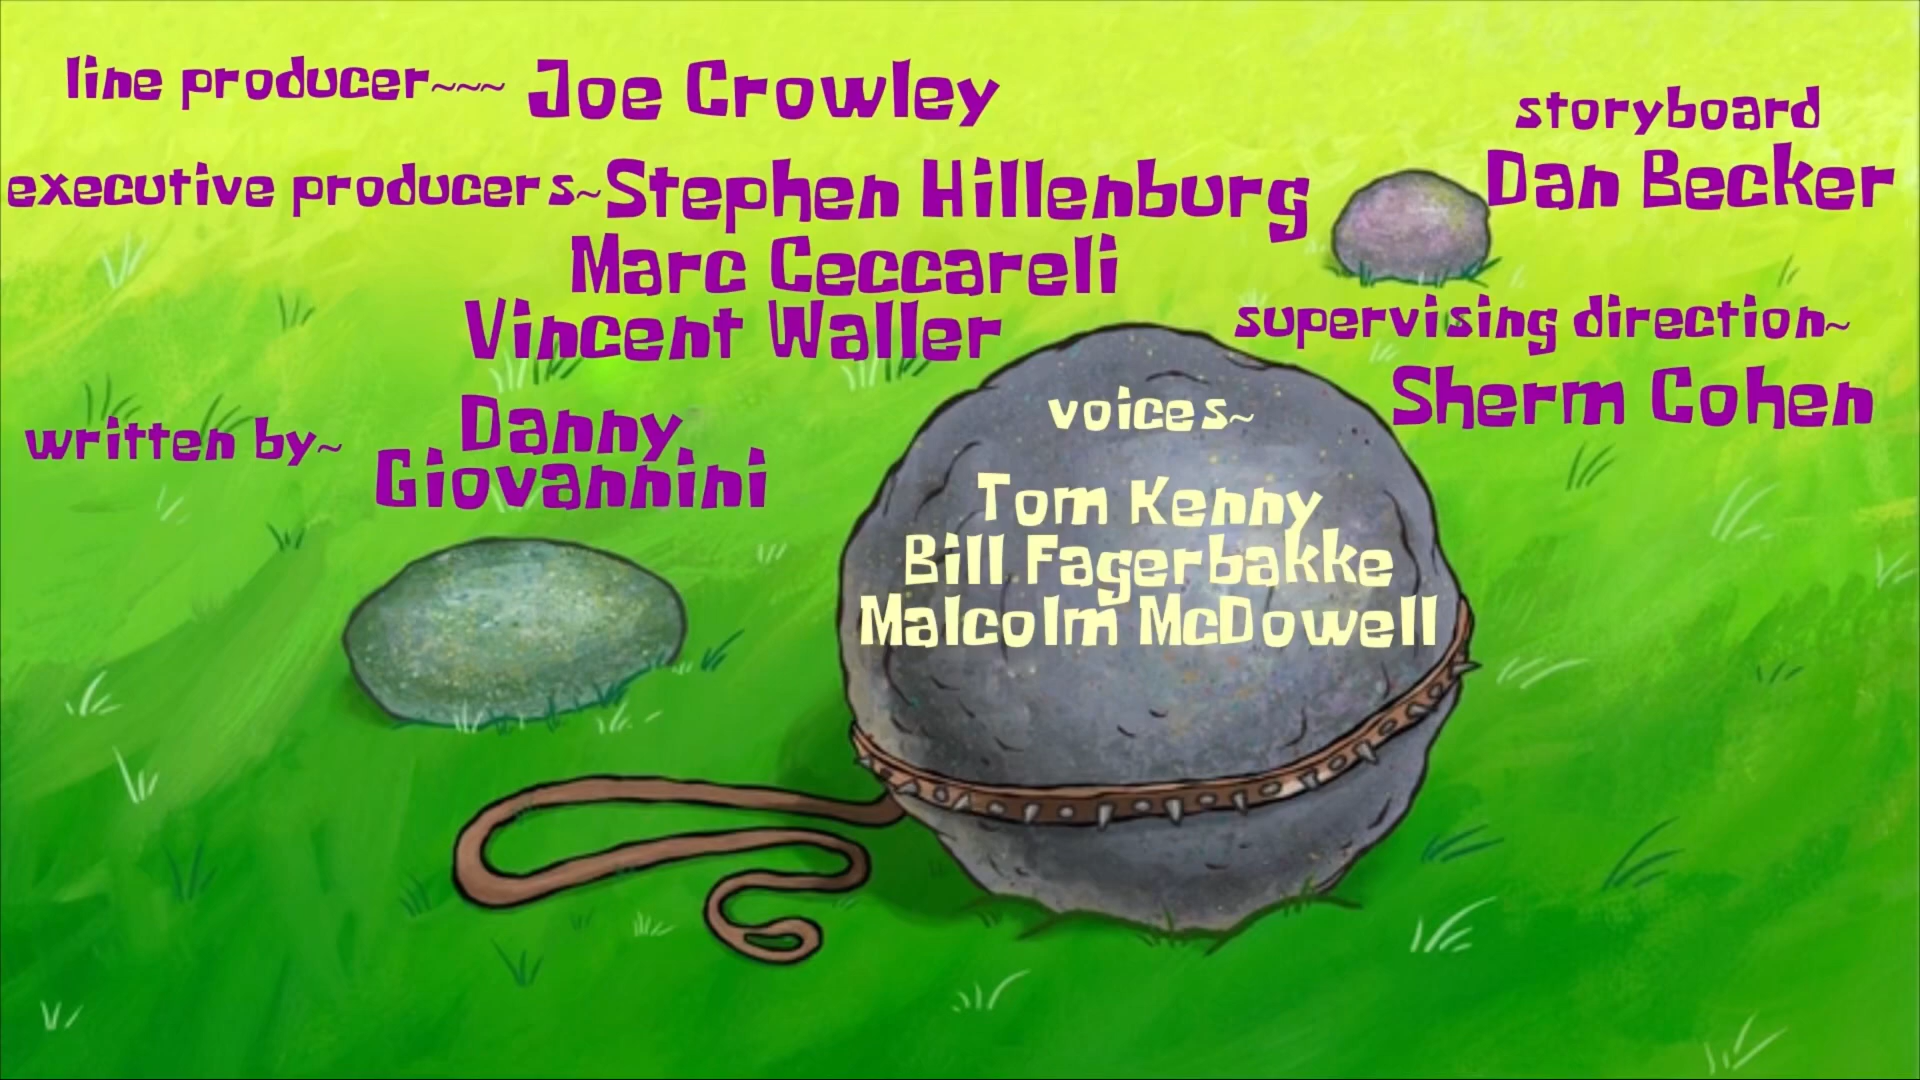 line producer~~~ Joe Crowley
executive producers~Stephen Hillenburg
Marc Ceccareli
Vincent Waller
written by~ Danny
Giovannini
storyboard
Dan Becker
supervising direction~
Sherm Cohen
voices~
Tom Kenny
Bill Fagerbakke
Malcolm McDowell